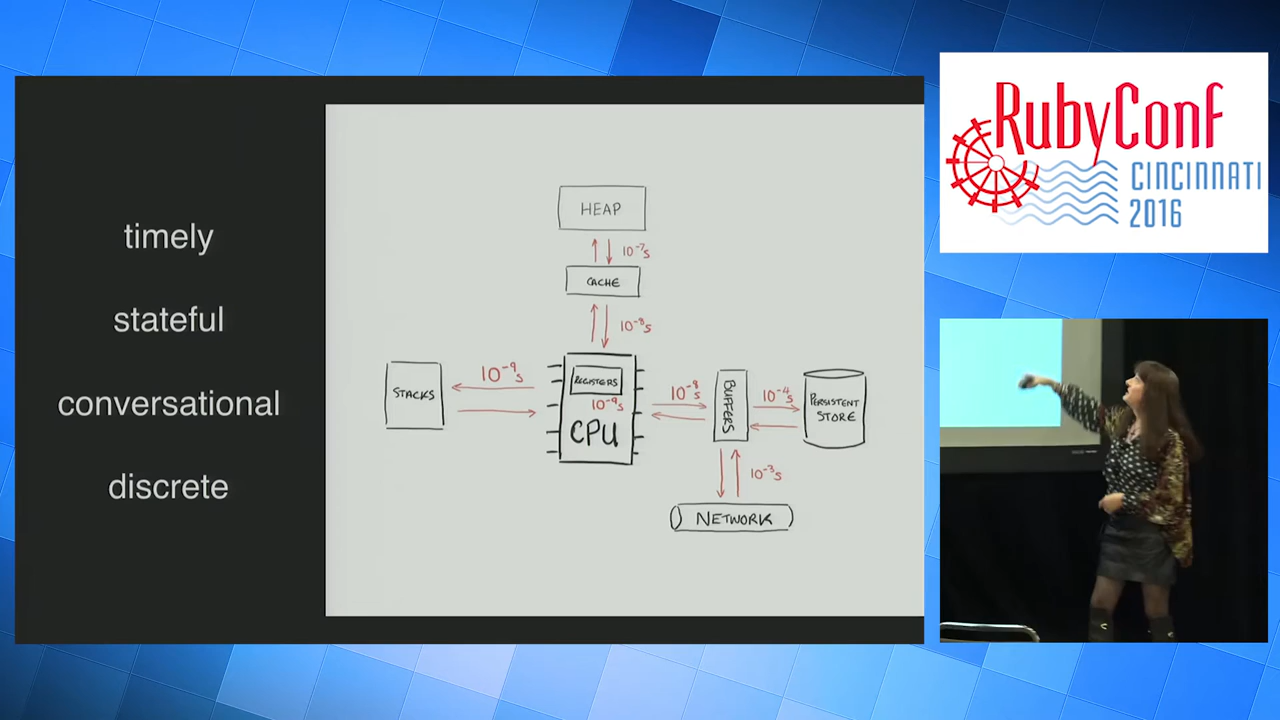 timely
stateful
conversational
discrete
HEAP
10⁻⁷s
CACHE
10⁻⁸s
STACKS
10⁻⁹s
REGISTERS
10⁻⁹s
CPU
10⁻⁸s
BUFFERS
10⁻⁴s
PERSISTENT
STORE
10⁻³s
NETWORK
RubyConf
CINCINNATI
2016